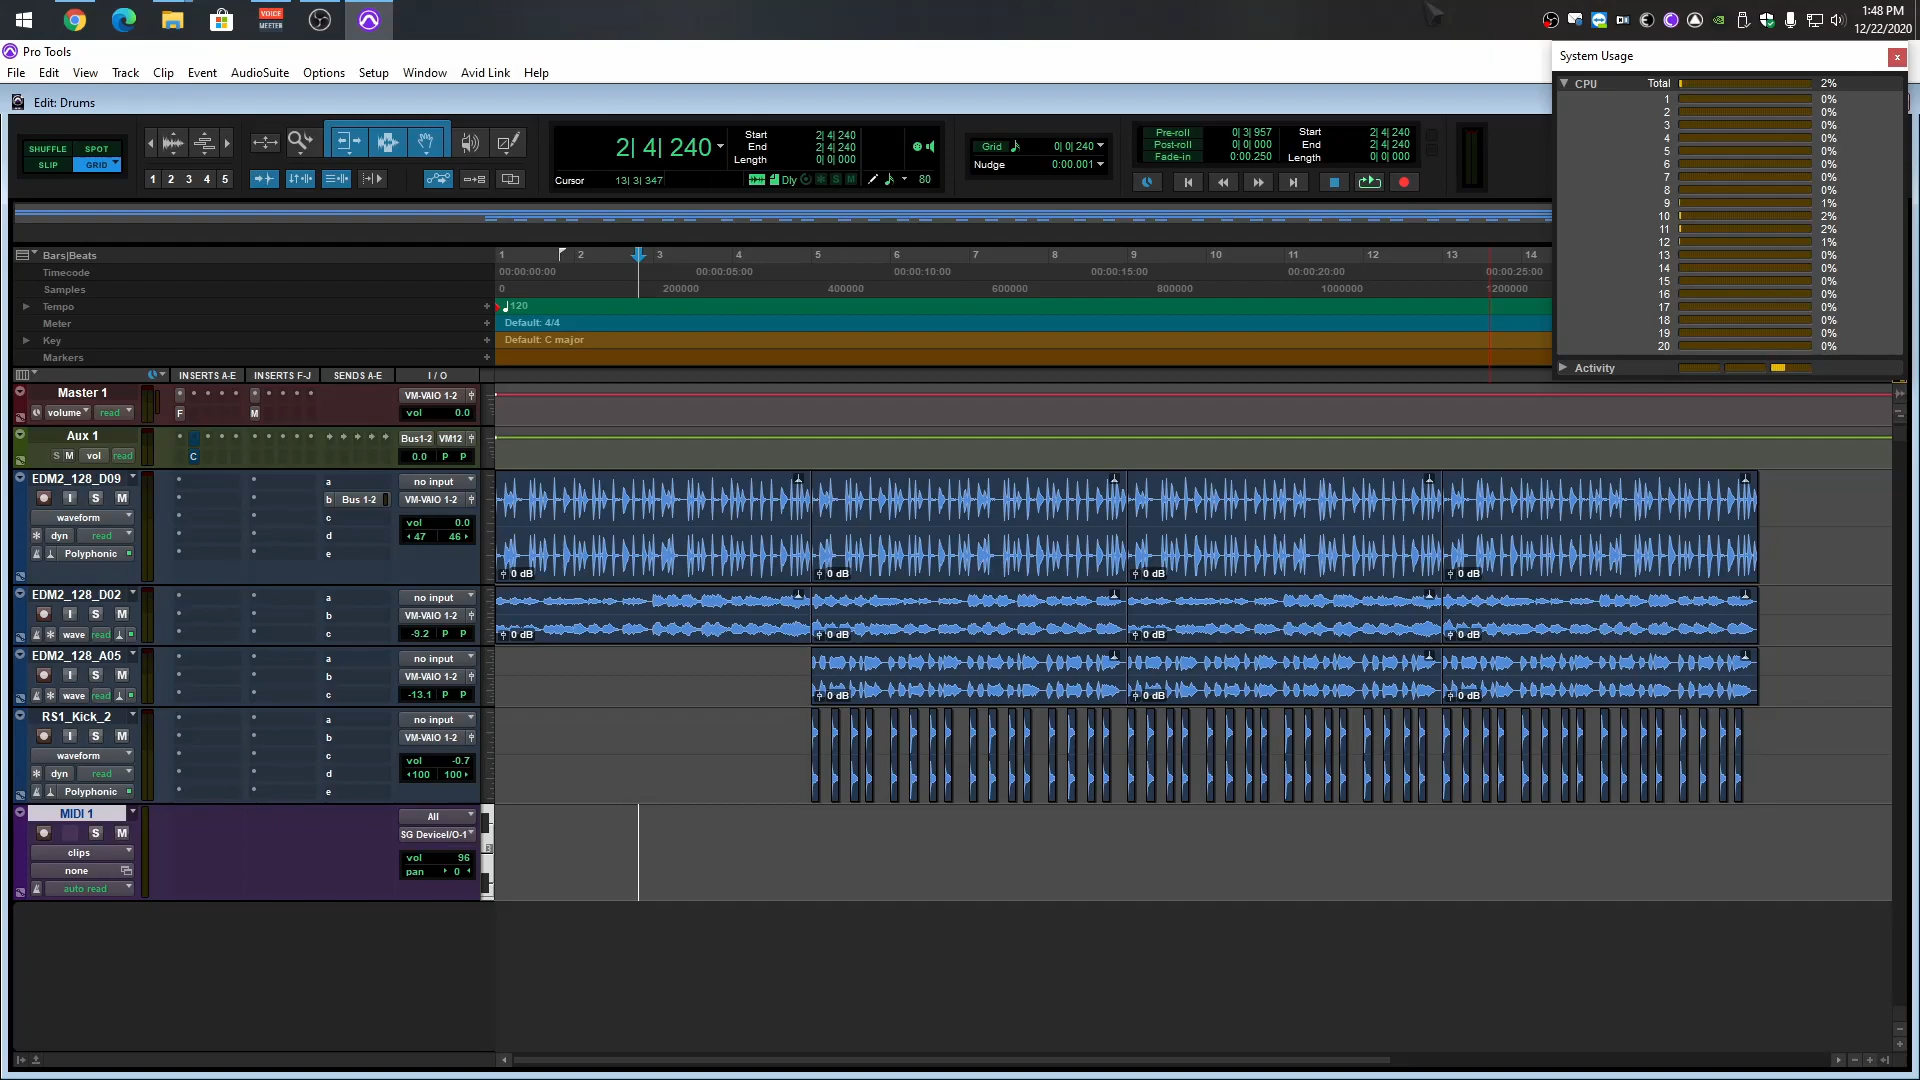 VOICE
MEETER
1:48 PM
12/22/2020
Pro Tools
System Usage
File Edit View Track Clip Event AudioSuite Options Setup Window Avid Link Help
CPU Total 2%
1 0%
2 0%
3 0%
4 0%
5 0%
6 0%
7 0%
8 0%
9 1%
10 2%
11 2%
12 1%
13 0%
14 0%
15 0%
16 0%
17 0%
18 0%
19 0%
20 0%
Activity
Edit: Drums
SHUFFLE SPOT
SLIP GRID
1 2 3 4 5
2| 4| 240
Start 2| 4| 240
End 2| 4| 240
Length 0| 0| 000
Cursor 13| 3| 347
Dly S M 80
Grid 0| 0| 240
Nudge 0:00.001
Pre-roll 0| 3| 957
Post-roll 0| 0| 000
Fade-in 0:00.250
Start 2| 4| 240
End 2| 4| 240
Length 0| 0| 000
Bars|Beats 1 2 3 4 5 6 7 8 9 10 11 12 13 14
Timecode 00:00:00:00 00:00:05:00 00:00:10:00 00:00:15:00 00:00:20:00 00:00:25:00
Samples 0 200000 400000 600000 800000 1000000 1200000
Tempo 120
Meter Default: 4/4
Key Default: C major
Markers
INSERTS A-E INSERTS F-J SENDS A-E I / O
Master 1 VM-VAIO 1-2
volume read F M vol 0.0
Aux 1 Bus1-2 VM12
S M vol read C 0.0 P P
EDM2_128_D09 a no input
I S M b Bus 1-2 VM-VAIO 1-2
waveform c vol 0.0
dyn read d 47 46
Polyphonic e
0 dB 0 dB 0 dB 0 dB
EDM2_128_D02 a no input
I S M b VM-VAIO 1-2
wave read c -9.2 P P
0 dB 0 dB 0 dB 0 dB
EDM2_128_A05 a no input
I S M b VM-VAIO 1-2
wave read c -13.1 P P
0 dB 0 dB 0 dB
RS1_Kick_2 a no input
I S M b VM-VAIO 1-2
waveform c vol -0.7
dyn read d 100 100
Polyphonic e
MIDI 1 All
S M SG DeviceI/O-1
clips vol 96
none pan 0
auto read